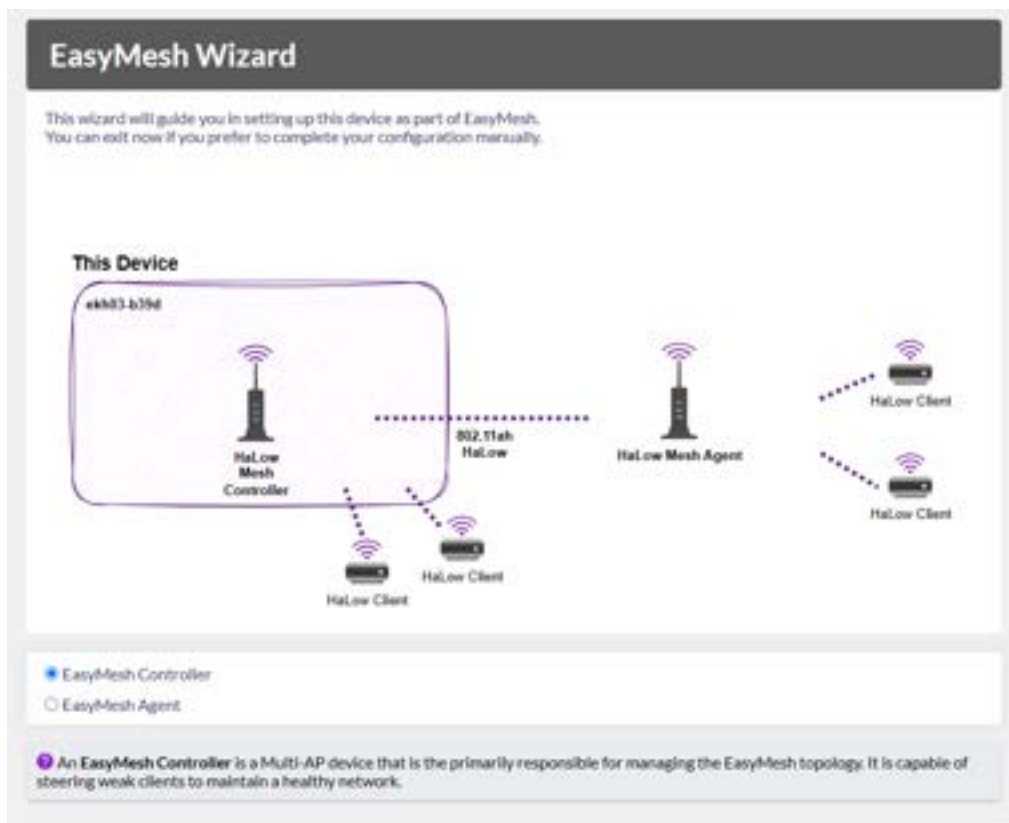 EasyMesh Wizard
This wizard will guide you in setting up this device as part of EasyMesh.
You can exit now if you prefer to complete your configuration manually.
This Device
ekh03-b39d
HaLow
Mesh
Controller
802.11ah
HaLow
HaLow Mesh Agent
HaLow Client
HaLow Client
HaLow Client
HaLow Client
EasyMesh Controller
EasyMesh Agent
? An EasyMesh Controller is a Multi-AP device that is the primarily responsible for managing the EasyMesh topology. It is capable of
steering weak clients to maintain a healthy network.